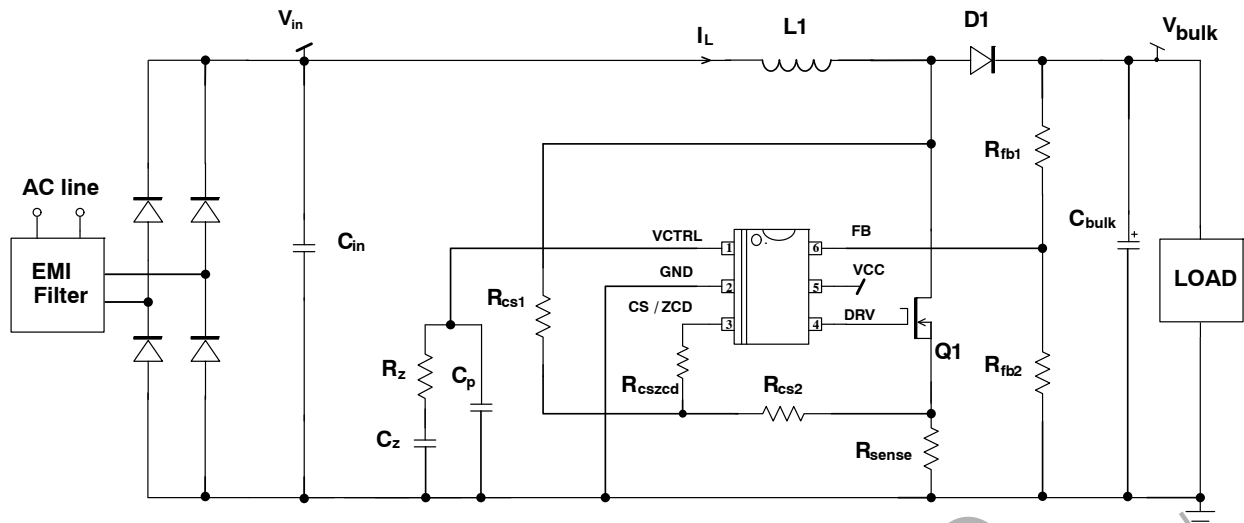 Vin
IL
L1
D1
Vbulk
Rfb1
AC line
Cin
VCTRL
1
6
FB
Cbulk
+
EMI
Filter
GND
2
5
VCC
LOAD
Rcs1
CS / ZCD
3
4
DRV
Q1
Rz
Cp
Rcszcd
Rcs2
Rfb2
Cz
Rsense